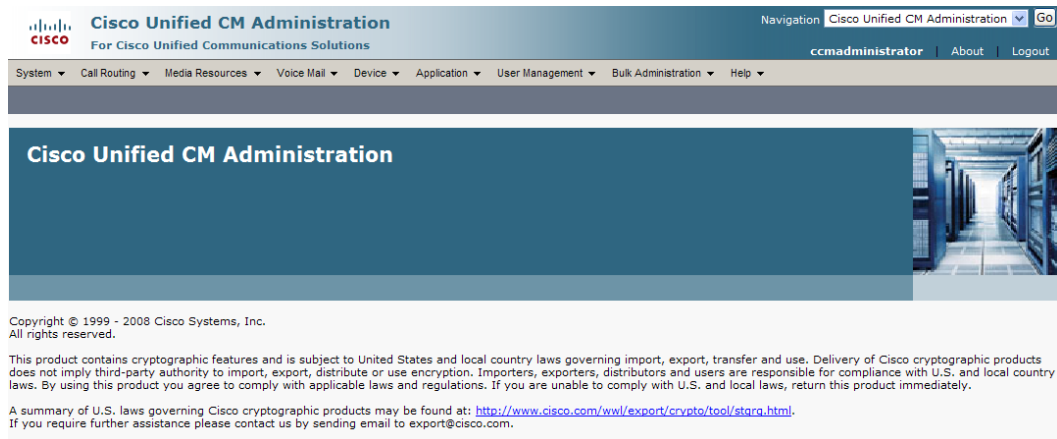 Cisco Unified CM Administration
Navigation Cisco Unified CM Administration Go
CISCO
For Cisco Unified Communications Solutions
ccmadministrator | About | Logout
System Call Routing Media Resources Voice Mail Device Application User Management Bulk Administration Help
Cisco Unified CM Administration
Copyright © 1999 - 2008 Cisco Systems, Inc.
All rights reserved.
This product contains cryptographic features and is subject to United States and local country laws governing import, export, transfer and use. Delivery of Cisco cryptographic products
does not imply third-party authority to import, export, distribute or use encryption. Importers, exporters, distributors and users are responsible for compliance with U.S. and local country
laws. By using this product you agree to comply with applicable laws and regulations. If you are unable to comply with U.S. and local laws, return this product immediately.
A summary of U.S. laws governing Cisco cryptographic products may be found at: http://www.cisco.com/wwl/export/crypto/tool/stqrg.html.
If you require further assistance please contact us by sending email to export@cisco.com.